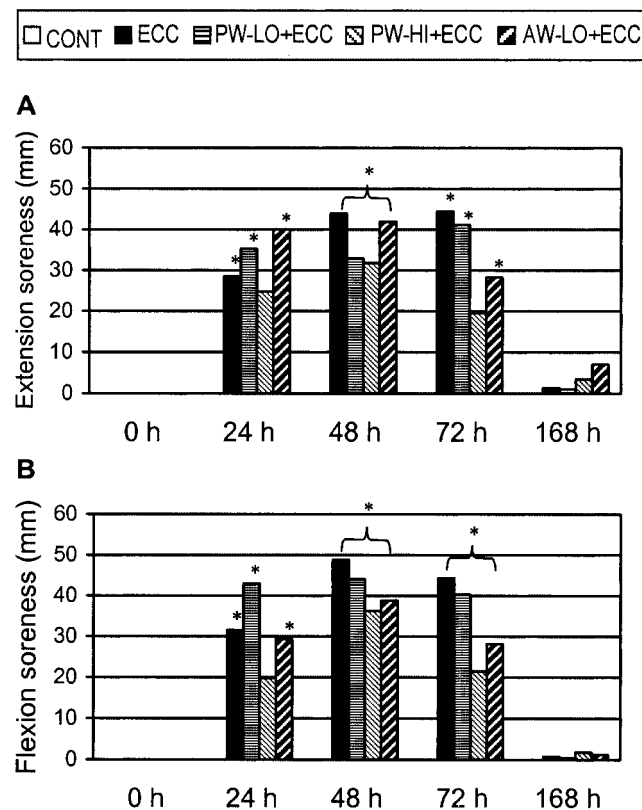 CONT ECC PW-LO+ECC PW-HI+ECC AW-LO+ECC
A
Extension soreness (mm)
60
50
40
30
20
10
0
* * * * * * *
0 h 24 h 48 h 72 h 168 h
B
Flexion soreness (mm)
60
50
40
30
20
10
0
* * * * *
0 h 24 h 48 h 72 h 168 h